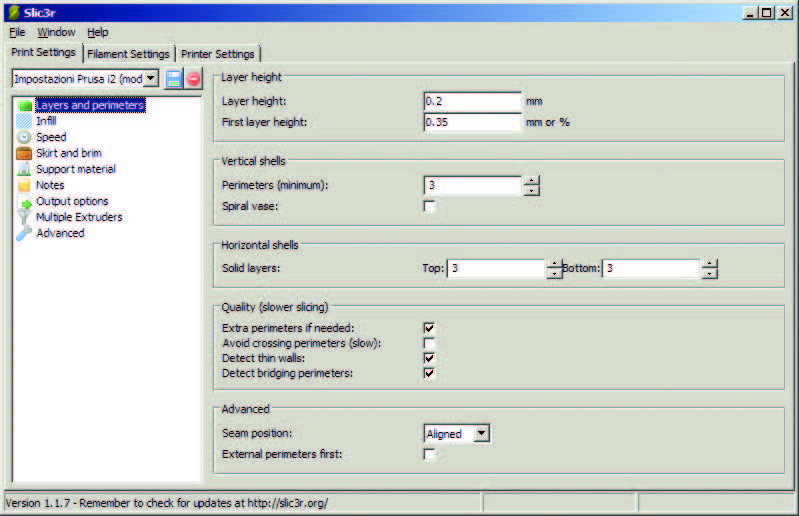 Slic3r
File Window Help
Print Settings Filament Settings Printer Settings
Impostazioni Prusa i2 (mod
Layers and perimeters
Infill
Speed
Skirt and brim
Support material
Notes
Output options
Multiple Extruders
Advanced
Layer height
Layer height: 0.2 mm
First layer height: 0.35 mm or %
Vertical shells
Perimeters (minimum): 3
Spiral vase:
Horizontal shells
Solid layers: Top: 3 Bottom: 3
Quality (slower slicing)
Extra perimeters if needed:
Avoid crossing perimeters (slow):
Detect thin walls:
Detect bridging perimeters:
Advanced
Seam position: Aligned
External perimeters first:
Version 1.1.7 - Remember to check for updates at http://slic3r.org/